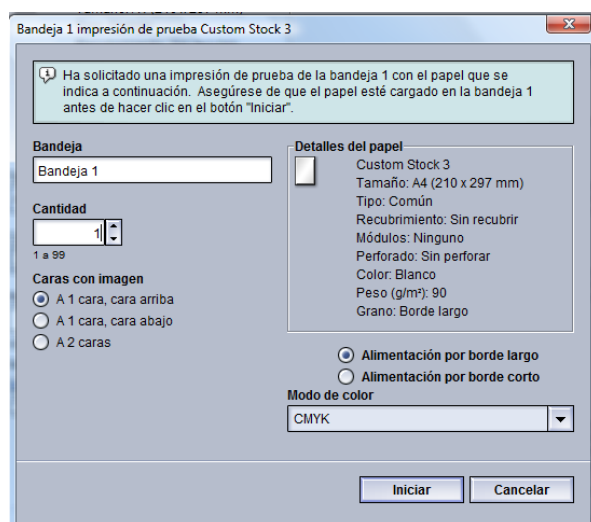 Bandeja 1 impresión de prueba Custom Stock 3
Ha solicitado una impresión de prueba de la bandeja 1 con el papel que se
indica a continuación. Asegúrese de que el papel esté cargado en la bandeja 1
antes de hacer clic en el botón "Iniciar".
Bandeja
Bandeja 1
Cantidad
1
1 a 99
Caras con imagen
A 1 cara, cara arriba
A 1 cara, cara abajo
A 2 caras
Detalles del papel
Custom Stock 3
Tamaño: A4 (210 x 297 mm)
Tipo: Común
Recubrimiento: Sin recubrir
Módulos: Ninguno
Perforado: Sin perforar
Color: Blanco
Peso (g/m²): 90
Grano: Borde largo
Alimentación por borde largo
Alimentación por borde corto
Modo de color
CMYK
Iniciar
Cancelar